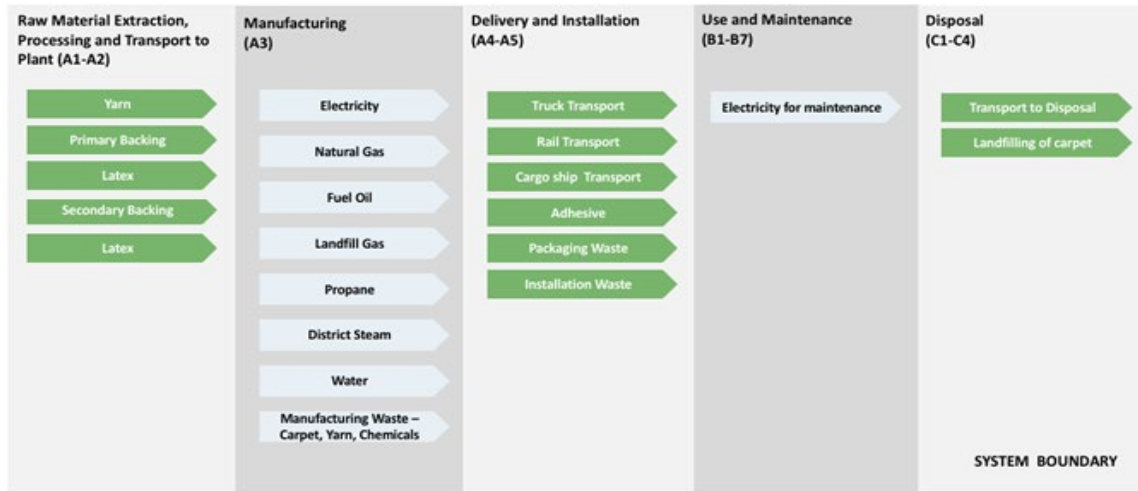 Raw Material Extraction,
Processing and Transport to
Plant (A1-A2)
Yarn
Primary Backing
Latex
Secondary Backing
Latex
Manufacturing
(A3)
Electricity
Natural Gas
Fuel Oil
Landfill Gas
Propane
District Steam
Water
Manufacturing Waste –
Carpet, Yarn, Chemicals
Delivery and Installation
(A4-A5)
Truck Transport
Rail Transport
Cargo ship Transport
Adhesive
Packaging Waste
Installation Waste
Use and Maintenance
(B1-B7)
Electricity for maintenance
Disposal
(C1-C4)
Transport to Disposal
Landfilling of carpet
SYSTEM BOUNDARY